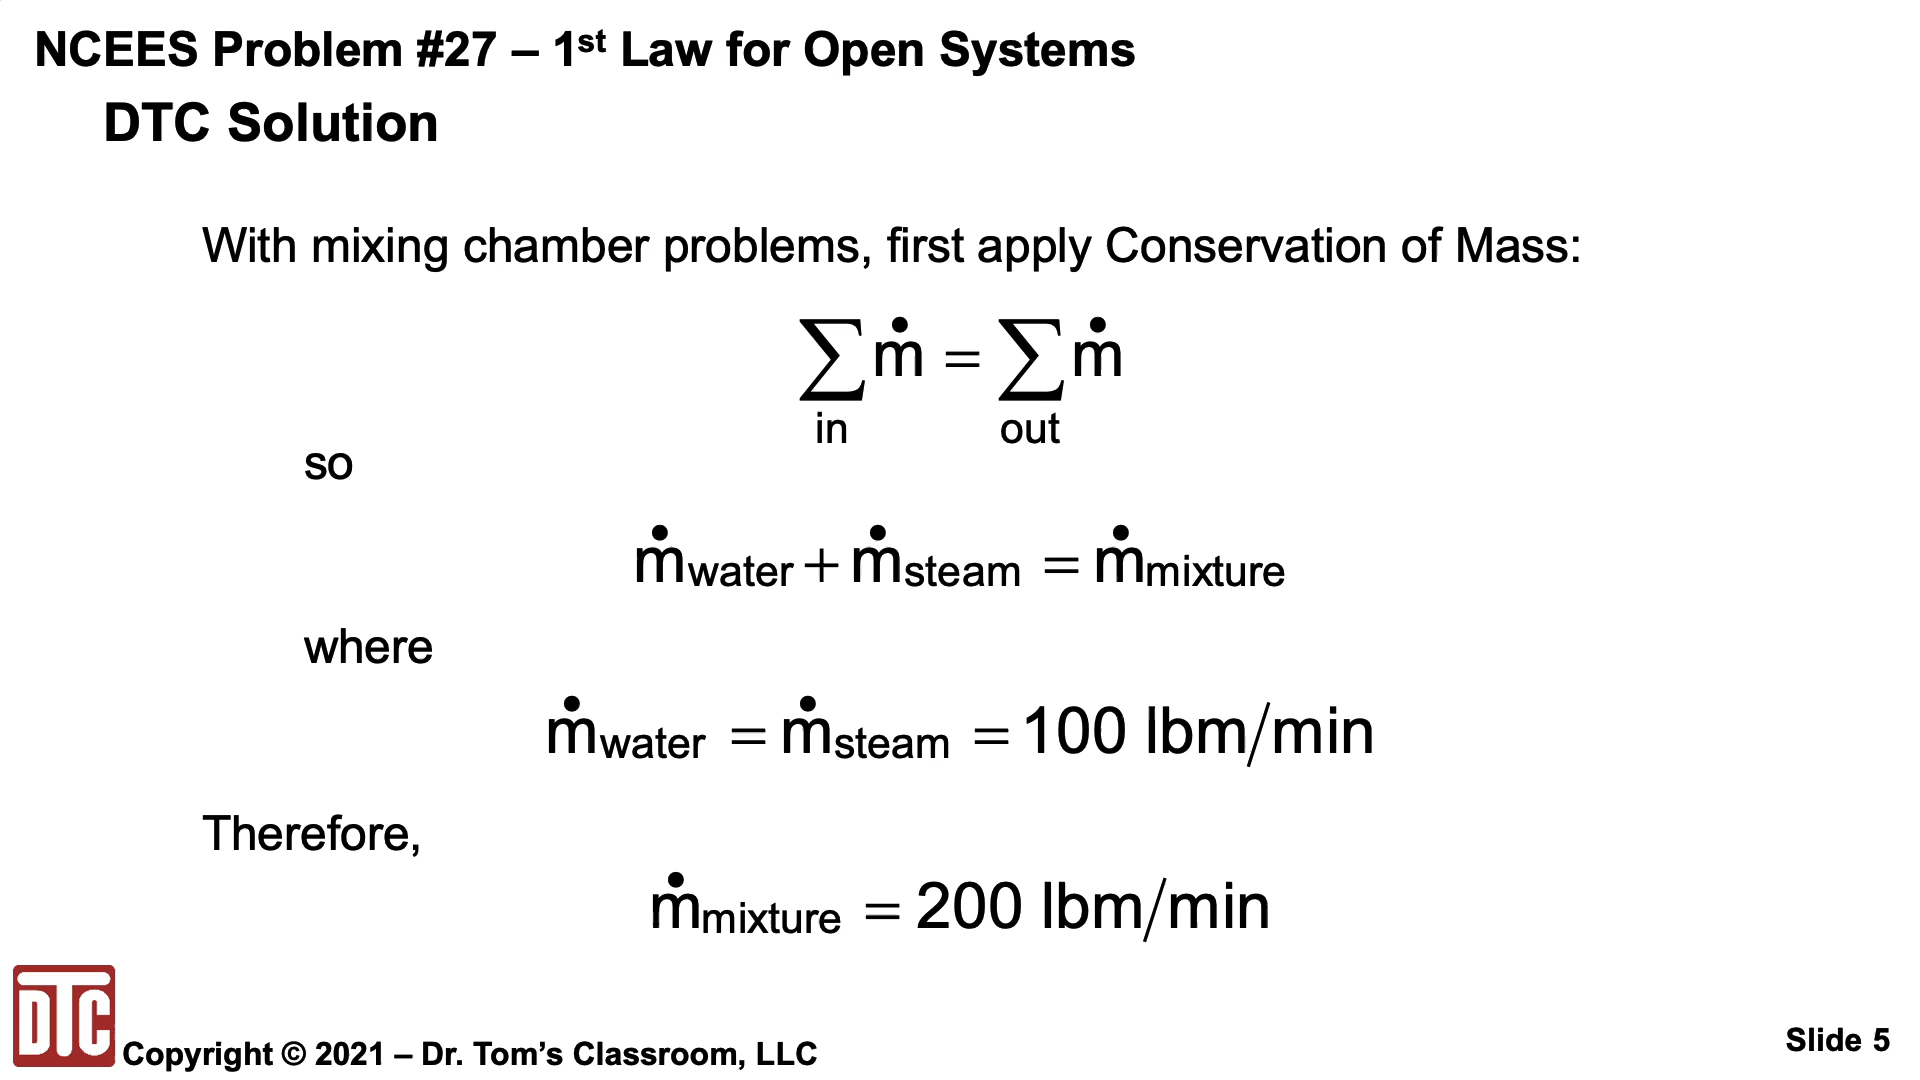 NCEES Problem #27 – 1st Law for Open Systems
DTC Solution
With mixing chamber problems, first apply Conservation of Mass:
∑ṁ = ∑ṁ
in out
so
ṁwater + ṁsteam = ṁmixture
where
ṁwater = ṁsteam = 100 lbm/min
Therefore,
ṁmixture = 200 lbm/min
DTC
Copyright © 2021 – Dr. Tom’s Classroom, LLC
Slide 5